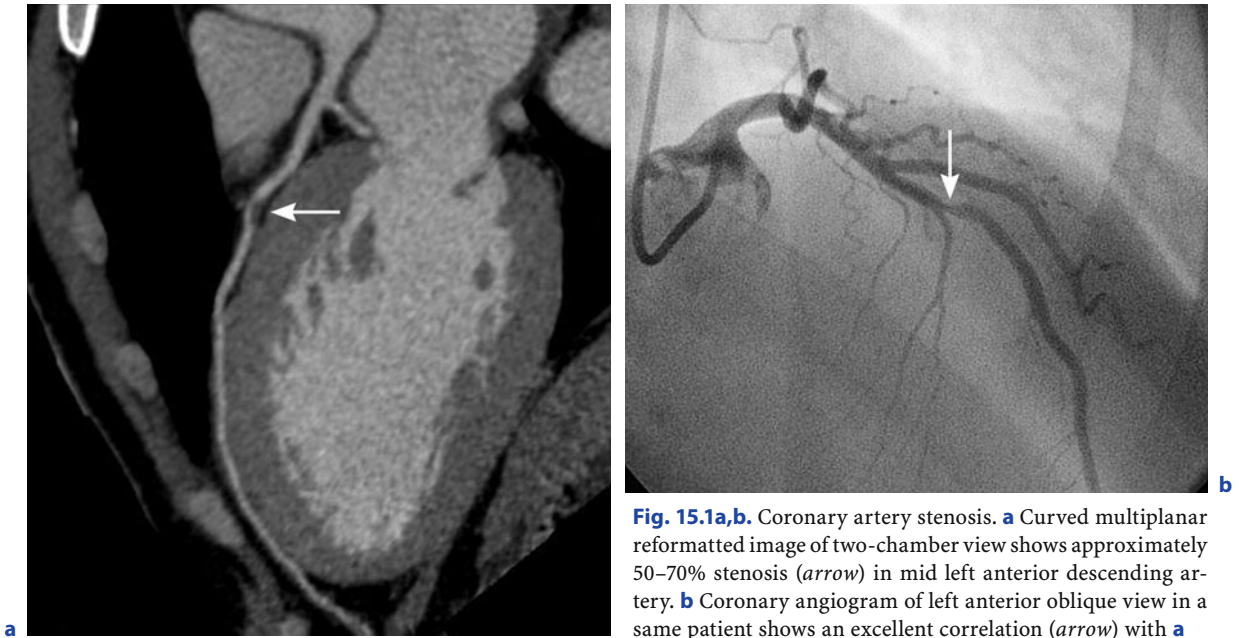 a
b
Fig. 15.1a,b. Coronary artery stenosis. a Curved multiplanar
reformatted image of two-chamber view shows approximately
50–70% stenosis (arrow) in mid left anterior descending ar-
tery. b Coronary angiogram of left anterior oblique view in a
same patient shows an excellent correlation (arrow) with a